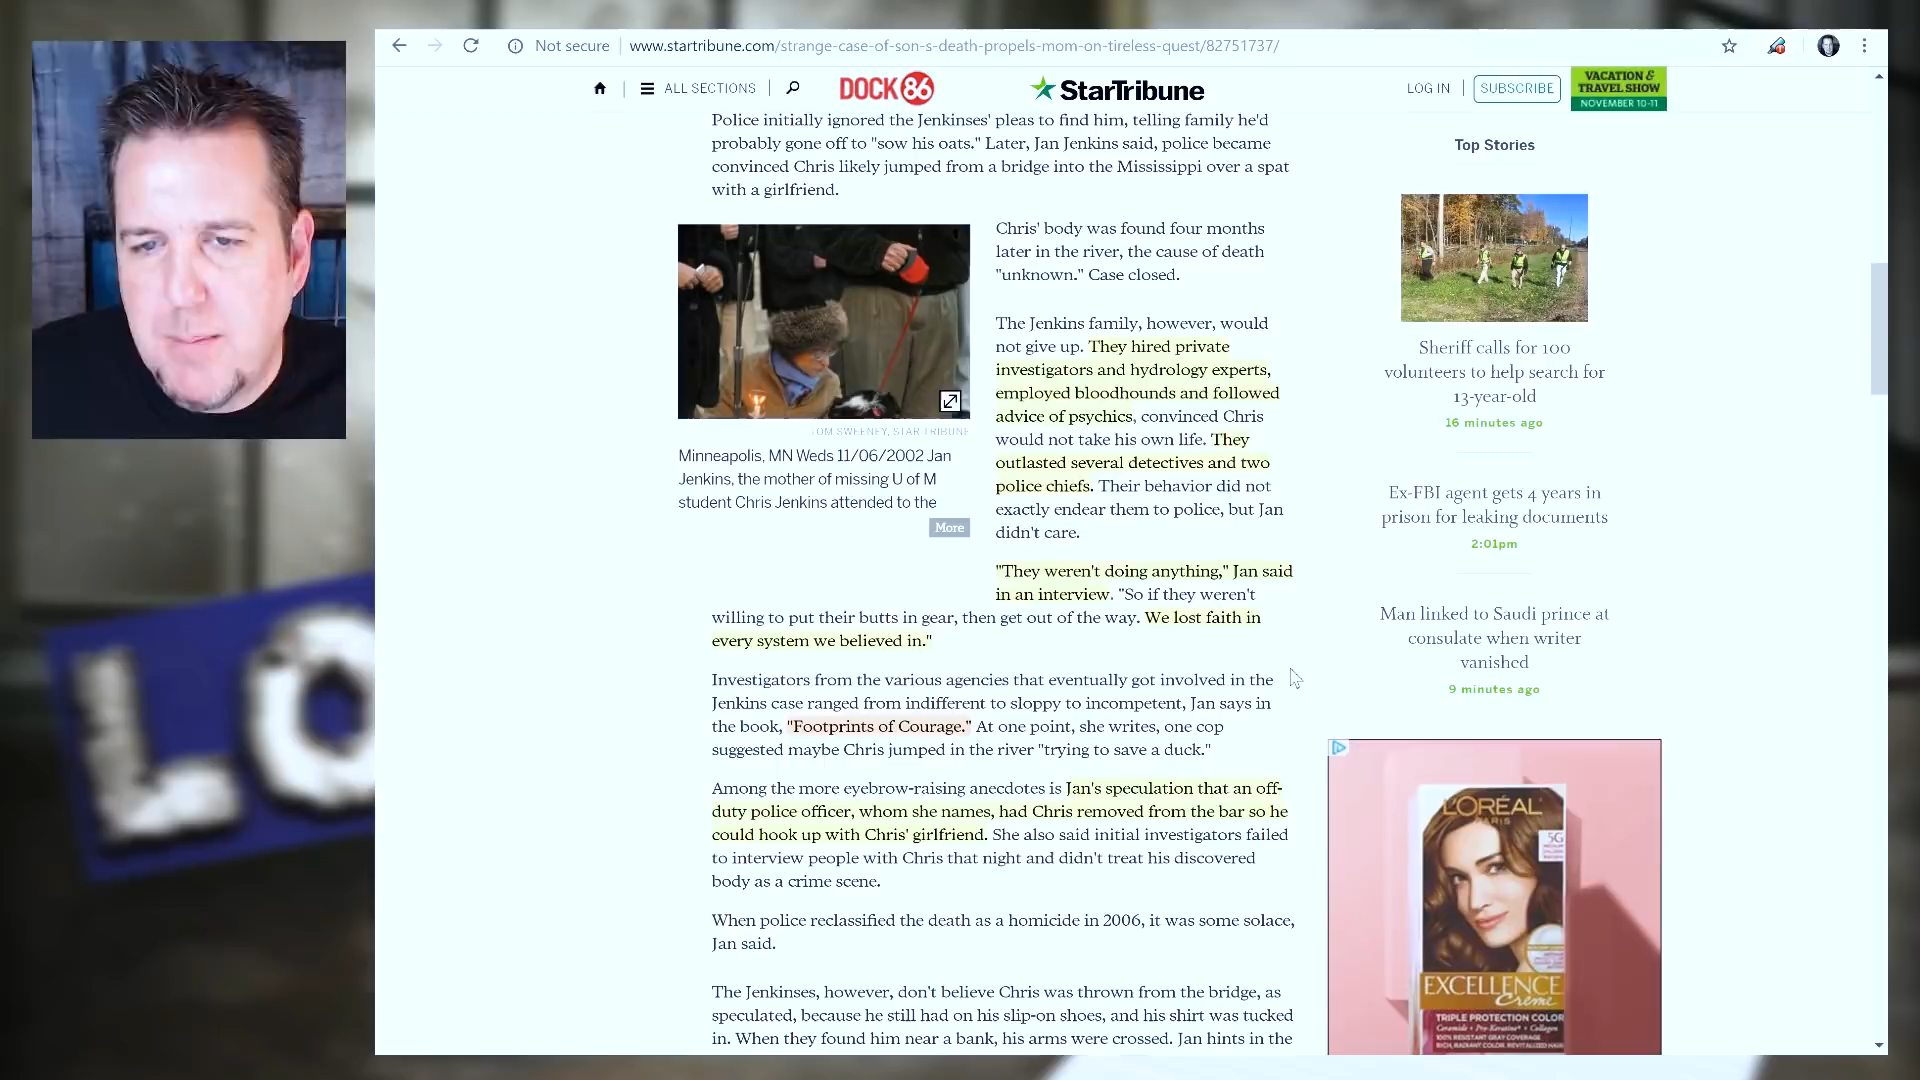 Not secure
www.startribune.com/strange-case-of-son-s-death-propels-mom-on-tireless-quest/82751737/
ALL SECTIONS
DOCK 86
StarTribune
LOG IN
SUBSCRIBE
VACATION &
TRAVEL SHOW
NOVEMBER 10-11
Police initially ignored the Jenkinses' pleas to find him, telling family he'd
probably gone off to "sow his oats." Later, Jan Jenkins said, police became
convinced Chris likely jumped from a bridge into the Mississippi over a spat
with a girlfriend.
TOM SWEENEY, STAR TRIBUNE
Minneapolis, MN Weds 11/06/2002 Jan
Jenkins, the mother of missing U of M
student Chris Jenkins attended to the
More
Chris' body was found four months
later in the river, the cause of death
"unknown." Case closed.
The Jenkins family, however, would
not give up. They hired private
investigators and hydrology experts,
employed bloodhounds and followed
advice of psychics, convinced Chris
would not take his own life. They
outlasted several detectives and two
police chiefs. Their behavior did not
exactly endear them to police, but Jan
didn't care.
"They weren't doing anything," Jan said
in an interview. "So if they weren't
willing to put their butts in gear, then get out of the way. We lost faith in
every system we believed in."
Investigators from the various agencies that eventually got involved in the
Jenkins case ranged from indifferent to sloppy to incompetent, Jan says in
the book, "Footprints of Courage." At one point, she writes, one cop
suggested maybe Chris jumped in the river "trying to save a duck."
Among the more eyebrow-raising anecdotes is Jan's speculation that an off-
duty police officer, whom she names, had Chris removed from the bar so he
could hook up with Chris' girlfriend. She also said initial investigators failed
to interview people with Chris that night and didn't treat his discovered
body as a crime scene.
When police reclassified the death as a homicide in 2006, it was some solace,
Jan said.
The Jenkinses, however, don't believe Chris was thrown from the bridge, as
speculated, because he still had on his slip-on shoes, and his shirt was tucked
in. When they found him near a bank, his arms were crossed. Jan hints in the
Top Stories
Sheriff calls for 100
volunteers to help search for
13-year-old
16 minutes ago
Ex-FBI agent gets 4 years in
prison for leaking documents
2:01pm
Man linked to Saudi prince at
consulate when writer
vanished
9 minutes ago
L'ORÉAL
PARIS
5G
EXCELLENCE
Creme
TRIPLE PROTECTION COLOR
Ceramide + Pro-Keratine + Collagen
100% RESISTANT GRAY COVERAGE
LO